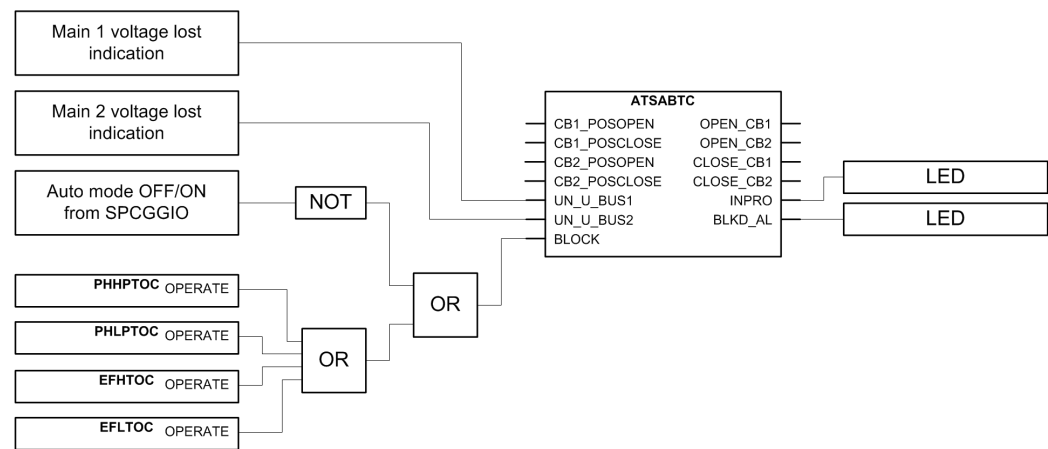 Main 1 voltage lost
indication
Main 2 voltage lost
indication
Auto mode OFF/ON
from SPCGGIO
NOT
PHHPTOC OPERATE
PHLPTOC OPERATE
EFHTOC OPERATE
EFLTOC OPERATE
OR
OR
ATSABTC
CB1_POSOPEN OPEN_CB1
CB1_POSCLOSE OPEN_CB2
CB2_POSOPEN CLOSE_CB1
CB2_POSCLOSE CLOSE_CB2
UN_U_BUS1 INPRO
UN_U_BUS2 BLKD_AL
BLOCK
LED
LED